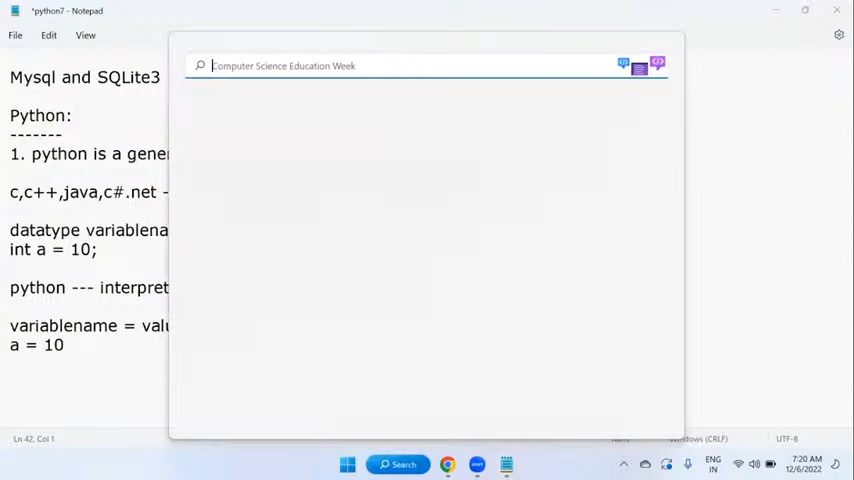 *python7 - Notepad
File Edit View
Computer Science Education Week
Mysql and SQLite3
Python:
-------
1. python is a gener
c,c++,java,c#.net -
datatype variablena
int a = 10;
python --- interpret
variablename = valu
a = 10
Ln 42, Col 1
Windows (CRLF)
UTF-8
Search
zoom
ENG
IN
7:20 AM
12/6/2022